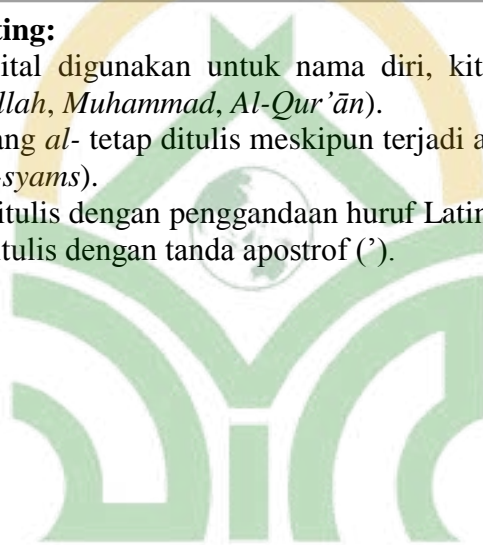 ting:
ital digunakan untuk nama diri, kit
llah, Muhammad, Al-Qur’ān).
ang al- tetap ditulis meskipun terjadi a
-syams).
itulis dengan penggandaan huruf Latin
itulis dengan tanda apostrof (’).